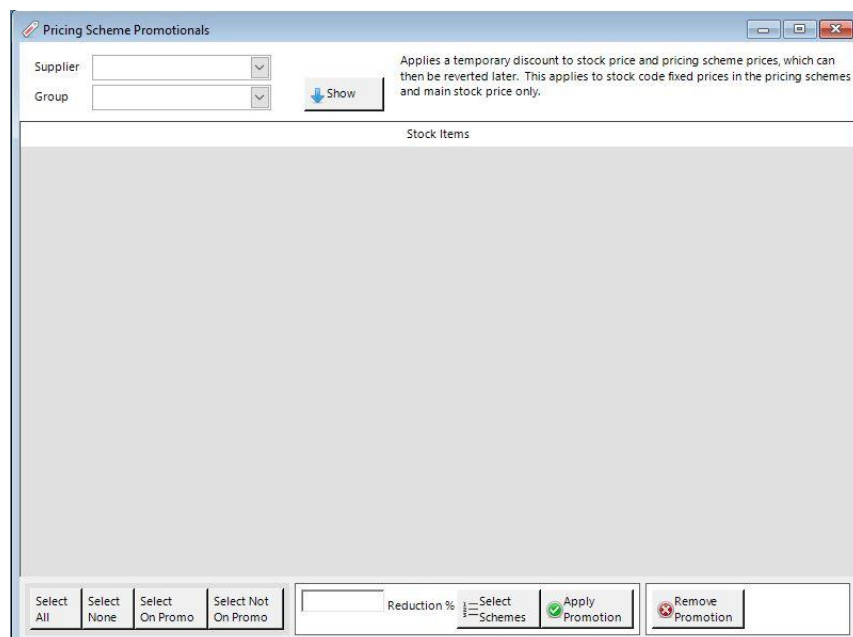 Pricing Scheme Promotionals
Supplier
Group
Show
Applies a temporary discount to stock price and pricing scheme prices, which can
then be reverted later. This applies to stock code fixed prices in the pricing schemes
and main stock price only.
Stock Items
Select
All
Select
None
Select
On Promo
Select Not
On Promo
Reduction %
Select
Schemes
Apply
Promotion
Remove
Promotion